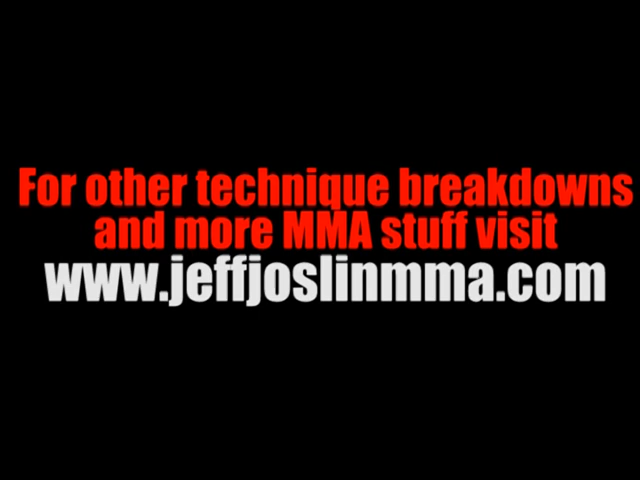 For other technique breakdowns
and more MMA stuff visit
www.jeffjoslinmma.com